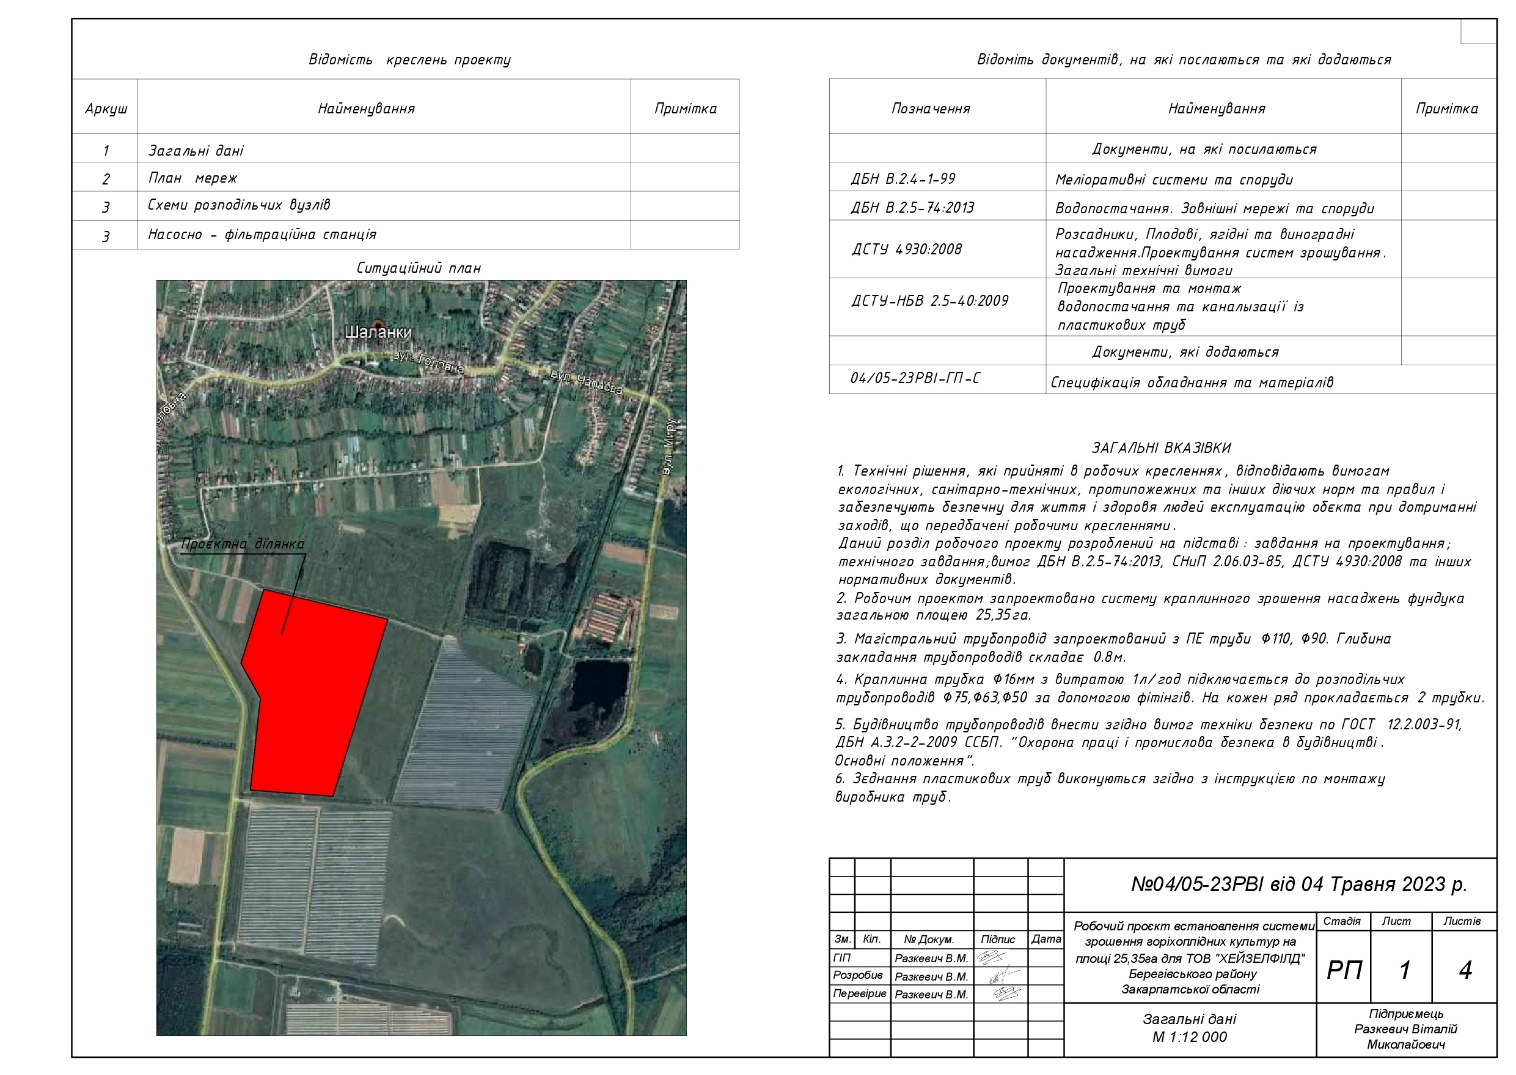 Відомість креслень проекту
Аркуш Найменування Примітка
1 Загальні дані
2 План мереж
3 Схеми розподільчих вузлів
3 Насосно - фільтраційна станція
Ситуаційний план
Шаланки
вул. Головна
вул. Чапаєва
Головна
вул. Миру
Проєктна ділянка
Відоміть документів, на які послаються та які додаються
Позначення Найменування Примітка
Документи, на які посилаються
ДБН В.2.4-1-99 Меліоративні системи та споруди
ДБН В.2.5-74:2013 Водопостачання. Зовнішні мережі та споруди
ДСТУ 4930:2008 Розсадники, Плодові, ягідні та виноградні
насадження.Проектування систем зрошування.
Загальні технічні вимоги
ДСТУ-НБВ 2.5-40:2009 Проектування та монтаж
водопостачання та канальзації із
пластикових труб
Документи, які додаються
04/05-23РВІ-ГП-С Специфікація обладнання та матеріалів
ЗАГАЛЬНІ ВКАЗІВКИ
1. Технічні рішення, які прийняті в робочих кресленнях, відповідають вимогам
екологічних, санітарно-технічних, протипожежних та інших діючих норм та правил і
забезпечують безпечну для життя і здоровя людей експлуатацію обєкта при дотриманні
заходів, що передбачені робочими кресленнями.
Даний розділ робочого проекту розроблений на підставі: завдання на проектування;
технічного завдання;вимог ДБН В.2.5-74:2013, СНиП 2.06.03-85, ДСТУ 4930:2008 та інших
нормативних документів.
2. Робочим проектом запроектовано систему краплинного зрошення насаджень фундука
загальною площею 25,35га.
3. Магістральний трубопровід запроектований з ПЕ труби Ф110, Ф90. Глибина
закладання трубопроводів складає 0.8м.
4. Краплинна трубка Ф16мм з витратою 1л/год підключається до розподільчих
трубопроводів Ф75,Ф63,Ф50 за допомогою фітінгів. На кожен ряд прокладається 2 трубки.
5. Будівництво трубопроводів внести згідно вимог техніки безпеки по ГОСТ 12.2.003-91,
ДБН А.3.2-2-2009 ССБП. "Охорона праці і промислова безпека в будівництві.
Основні положення".
6. Зєднання пластикових труб виконуються згідно з інструкцією по монтажу
виробника труб.
№04/05-23РВІ від 04 Травня 2023 р.
Зм. Кіл. № Докум. Підпис Дата
ГІП Разкевич В.М.
Розробив Разкевич В.М.
Перевірив Разкевич В.М.
Робочий проєкт встановлення системи
зрошення горіхоплідних культур на
площі 25,35га для ТОВ "ХЕЙЗЕЛФІЛД"
Берегівського району
Закарпатської області
Стадія Лист Листів
РП 1 4
Загальні дані
М 1:12 000
Підприємець
Разкевич Віталій
Миколайович